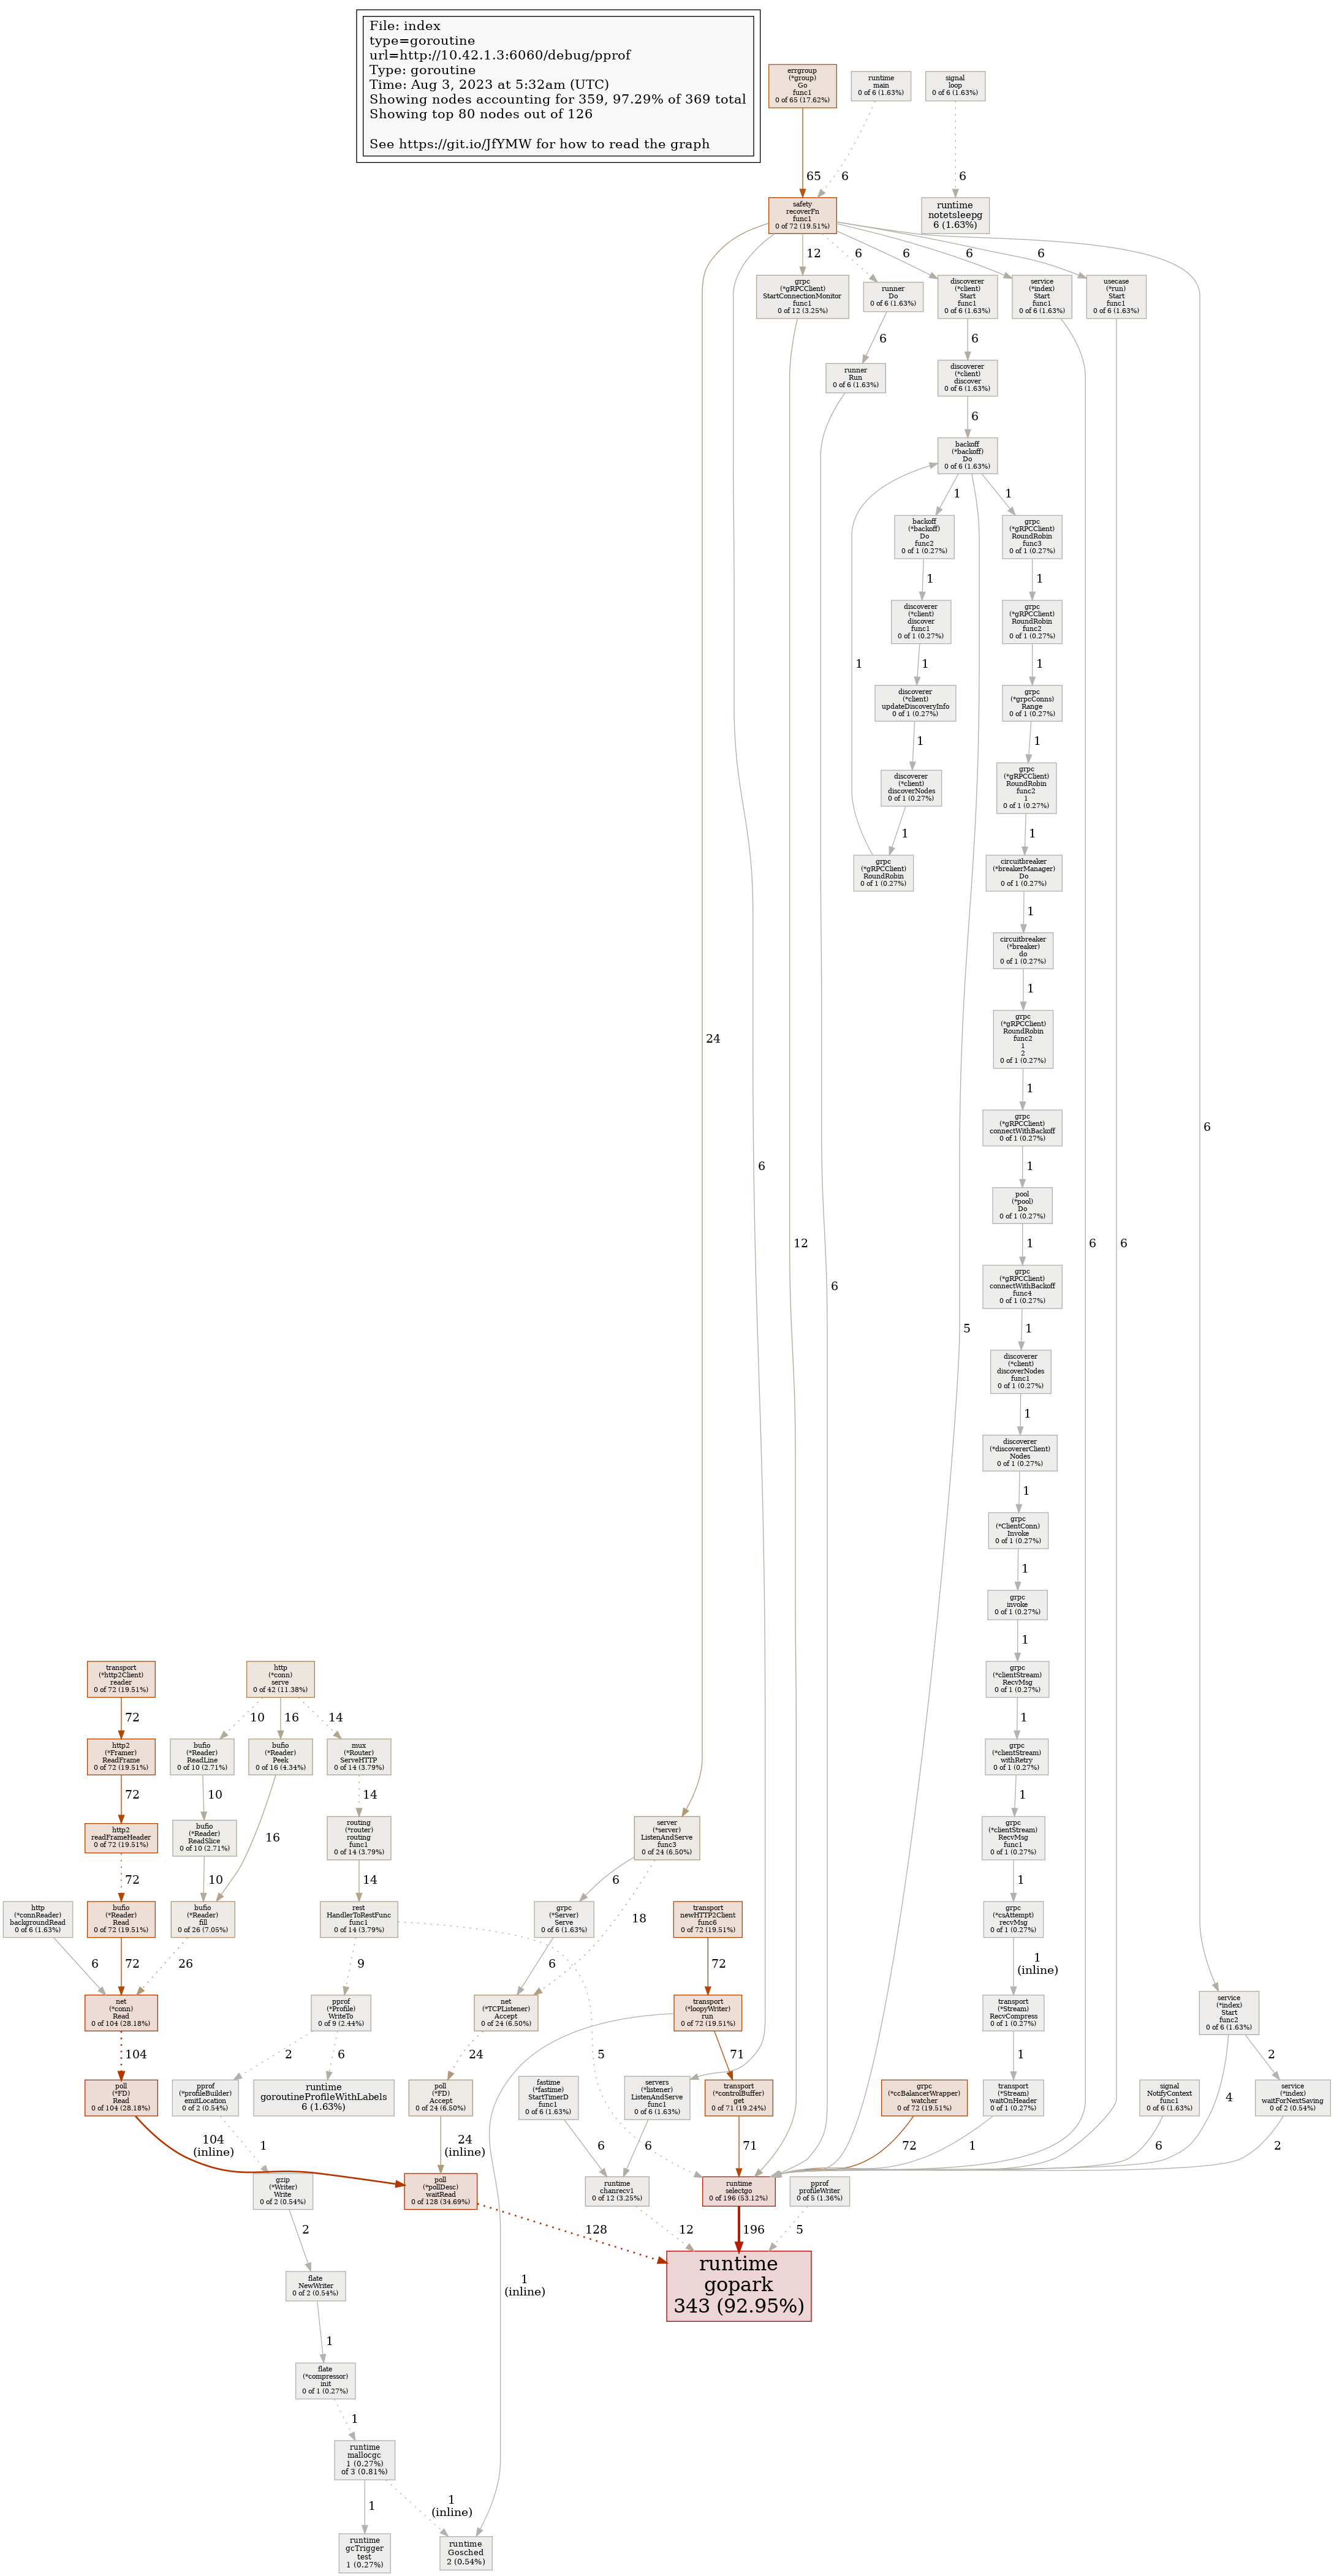 File: index
type=goroutine
url=http://10.42.1.3:6060/debug/pprof
Type: goroutine
Time: Aug 3, 2023 at 5:32am (UTC)
Showing nodes accounting for 359, 97.29% of 369 total
Showing top 80 nodes out of 126
See https://git.io/JfYMW for how to read the graph
errgroup
(*group)
Go
func1
0 of 65 (17.62%)
runtime
main
0 of 6 (1.63%)
signal
loop
0 of 6 (1.63%)
65
6
6
safety
recoverFn
func1
0 of 72 (19.51%)
runtime
notetsleepg
6 (1.63%)
12
6
6
6
6
grpc
(*gRPCClient)
StartConnectionMonitor
func1
0 of 12 (3.25%)
runner
Do
0 of 6 (1.63%)
discoverer
(*client)
Start
func1
0 of 6 (1.63%)
service
(*index)
Start
func1
0 of 6 (1.63%)
usecase
(*run)
Start
func1
0 of 6 (1.63%)
6
6
runner
Run
0 of 6 (1.63%)
discoverer
(*client)
discover
0 of 6 (1.63%)
6
backoff
(*backoff)
Do
0 of 6 (1.63%)
1
1
backoff
(*backoff)
Do
func2
0 of 1 (0.27%)
grpc
(*gRPCClient)
RoundRobin
func3
0 of 1 (0.27%)
1
1
discoverer
(*client)
discover
func1
0 of 1 (0.27%)
grpc
(*gRPCClient)
RoundRobin
func2
0 of 1 (0.27%)
1
1
1
discoverer
(*client)
updateDiscoveryInfo
0 of 1 (0.27%)
grpc
(*grpcConns)
Range
0 of 1 (0.27%)
1
1
discoverer
(*client)
discoverNodes
0 of 1 (0.27%)
grpc
(*gRPCClient)
RoundRobin
func2
1
0 of 1 (0.27%)
1
1
grpc
(*gRPCClient)
RoundRobin
0 of 1 (0.27%)
circuitbreaker
(*breakerManager)
Do
0 of 1 (0.27%)
1
circuitbreaker
(*breaker)
do
0 of 1 (0.27%)
1
24
grpc
(*gRPCClient)
RoundRobin
func2
1
2
0 of 1 (0.27%)
1
6
grpc
(*gRPCClient)
connectWithBackoff
0 of 1 (0.27%)
6
1
pool
(*pool)
Do
0 of 1 (0.27%)
12
1
6
6
6
grpc
(*gRPCClient)
connectWithBackoff
func4
0 of 1 (0.27%)
5
1
discoverer
(*client)
discoverNodes
func1
0 of 1 (0.27%)
1
discoverer
(*discovererClient)
Nodes
0 of 1 (0.27%)
1
grpc
(*ClientConn)
Invoke
0 of 1 (0.27%)
1
grpc
invoke
0 of 1 (0.27%)
1
transport
(*http2Client)
reader
0 of 72 (19.51%)
http
(*conn)
serve
0 of 42 (11.38%)
grpc
(*clientStream)
RecvMsg
0 of 1 (0.27%)
72
10
16
14
1
http2
(*Framer)
ReadFrame
0 of 72 (19.51%)
bufio
(*Reader)
ReadLine
0 of 10 (2.71%)
bufio
(*Reader)
Peek
0 of 16 (4.34%)
mux
(*Router)
ServeHTTP
0 of 14 (3.79%)
grpc
(*clientStream)
withRetry
0 of 1 (0.27%)
72
10
14
1
http2
readFrameHeader
0 of 72 (19.51%)
bufio
(*Reader)
ReadSlice
0 of 10 (2.71%)
16
routing
(*router)
routing
func1
0 of 14 (3.79%)
server
(*server)
ListenAndServe
func3
0 of 24 (6.50%)
grpc
(*clientStream)
RecvMsg
func1
0 of 1 (0.27%)
72
10
14
6
1
http
(*connReader)
backgroundRead
0 of 6 (1.63%)
bufio
(*Reader)
Read
0 of 72 (19.51%)
bufio
(*Reader)
fill
0 of 26 (7.05%)
rest
HandlerToRestFunc
func1
0 of 14 (3.79%)
grpc
(*Server)
Serve
0 of 6 (1.63%)
18
transport
newHTTP2Client
func6
0 of 72 (19.51%)
grpc
(*csAttempt)
recvMsg
0 of 1 (0.27%)
6
72
26
9
6
72
1
(inline)
net
(*conn)
Read
0 of 104 (28.18%)
pprof
(*Profile)
WriteTo
0 of 9 (2.44%)
net
(*TCPListener)
Accept
0 of 24 (6.50%)
transport
(*loopyWriter)
run
0 of 72 (19.51%)
transport
(*Stream)
RecvCompress
0 of 1 (0.27%)
service
(*index)
Start
func2
0 of 6 (1.63%)
104
2
6
24
5
71
1
2
poll
(*FD)
Read
0 of 104 (28.18%)
pprof
(*profileBuilder)
emitLocation
0 of 2 (0.54%)
runtime
goroutineProfileWithLabels
6 (1.63%)
poll
(*FD)
Accept
0 of 24 (6.50%)
fastime
(*fastime)
StartTimerD
func1
0 of 6 (1.63%)
servers
(*listener)
ListenAndServe
func1
0 of 6 (1.63%)
transport
(*controlBuffer)
get
0 of 71 (19.24%)
grpc
(*ccBalancerWrapper)
watcher
0 of 72 (19.51%)
transport
(*Stream)
waitOnHeader
0 of 1 (0.27%)
signal
NotifyContext
func1
0 of 6 (1.63%)
4
service
(*index)
waitForNextSaving
0 of 2 (0.54%)
104
(inline)
1
24
(inline)
6
6
71
72
1
6
2
gzip
(*Writer)
Write
0 of 2 (0.54%)
poll
(*pollDesc)
waitRead
0 of 128 (34.69%)
runtime
chanrecv1
0 of 12 (3.25%)
runtime
selectgo
0 of 196 (53.12%)
pprof
profileWriter
0 of 5 (1.36%)
2
128
12
196
5
flate
NewWriter
0 of 2 (0.54%)
1
(inline)
runtime
gopark
343 (92.95%)
1
flate
(*compressor)
init
0 of 1 (0.27%)
1
runtime
mallocgc
1 (0.27%)
of 3 (0.81%)
1
1
(inline)
runtime
gcTrigger
test
1 (0.27%)
runtime
Gosched
2 (0.54%)